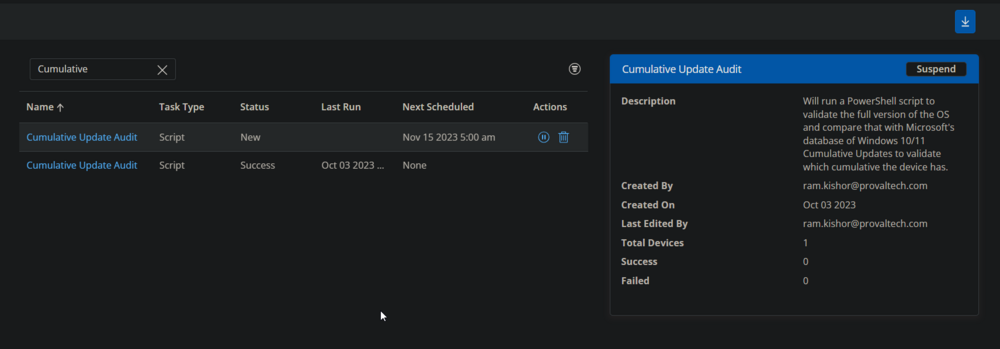 Cumulative
Name Task Type Status Last Run Next Scheduled Actions
Cumulative Update Audit Script New Nov 15 2023 5:00 am
Cumulative Update Audit Script Success Oct 03 2023 ... None
Cumulative Update Audit Suspend
Description Will run a PowerShell script to
validate the full version of the OS
and compare that with Microsoft's
database of Windows 10/11
Cumulative Updates to validate
which cumulative the device has.
Created By ram.kishor@provaltech.com
Created On Oct 03 2023
Last Edited By ram.kishor@provaltech.com
Total Devices 1
Success 0
Failed 0